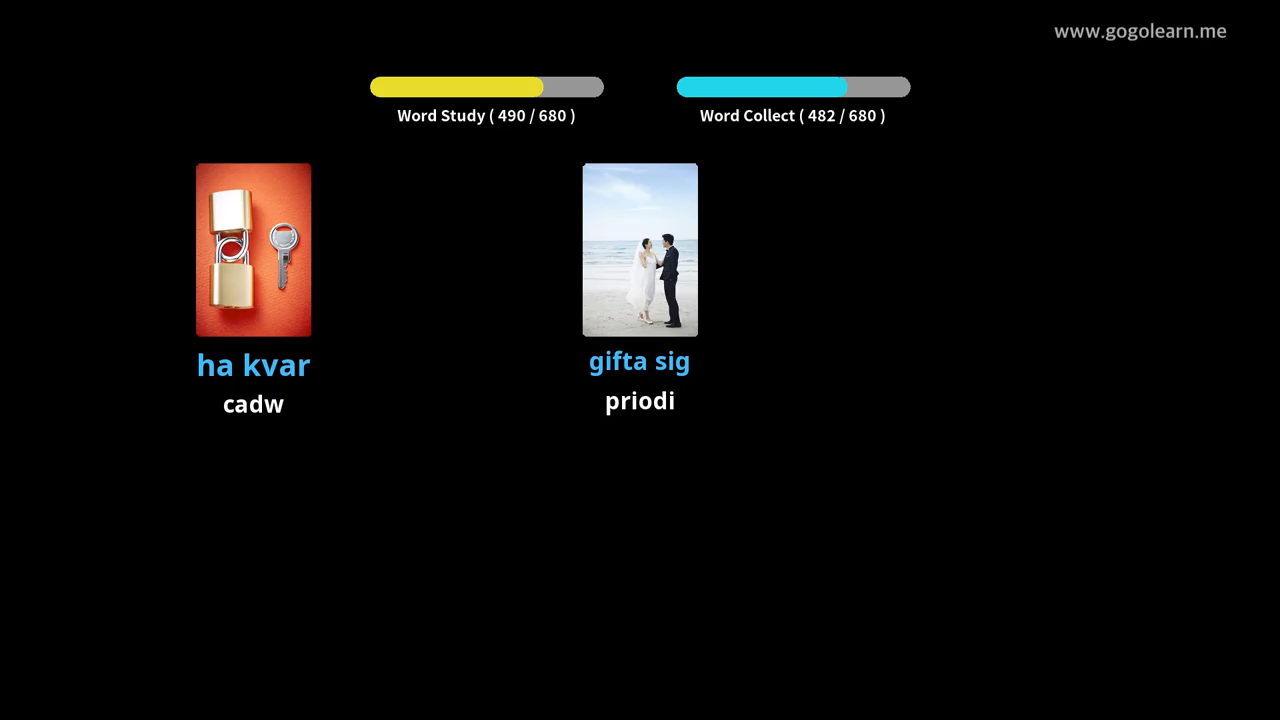 www.gogolearn.me
Word Study ( 490 / 680 )
Word Collect ( 482 / 680 )
ha kvar
cadw
gifta sig
priodi